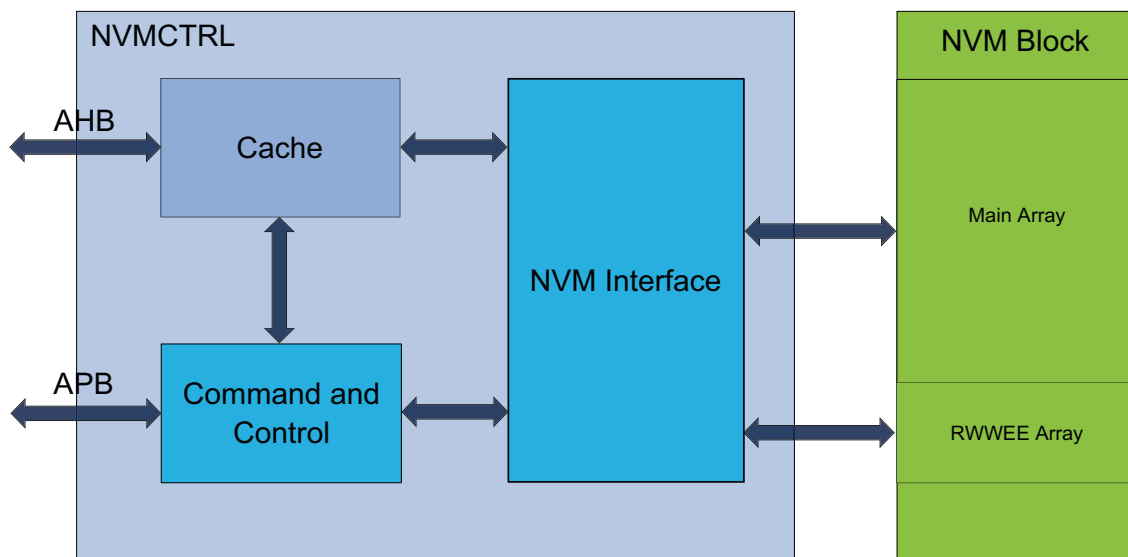 NVMCTRL
NVM Block
AHB
Cache
Main Array
NVM Interface
APB
Command and
Control
RWWEE Array